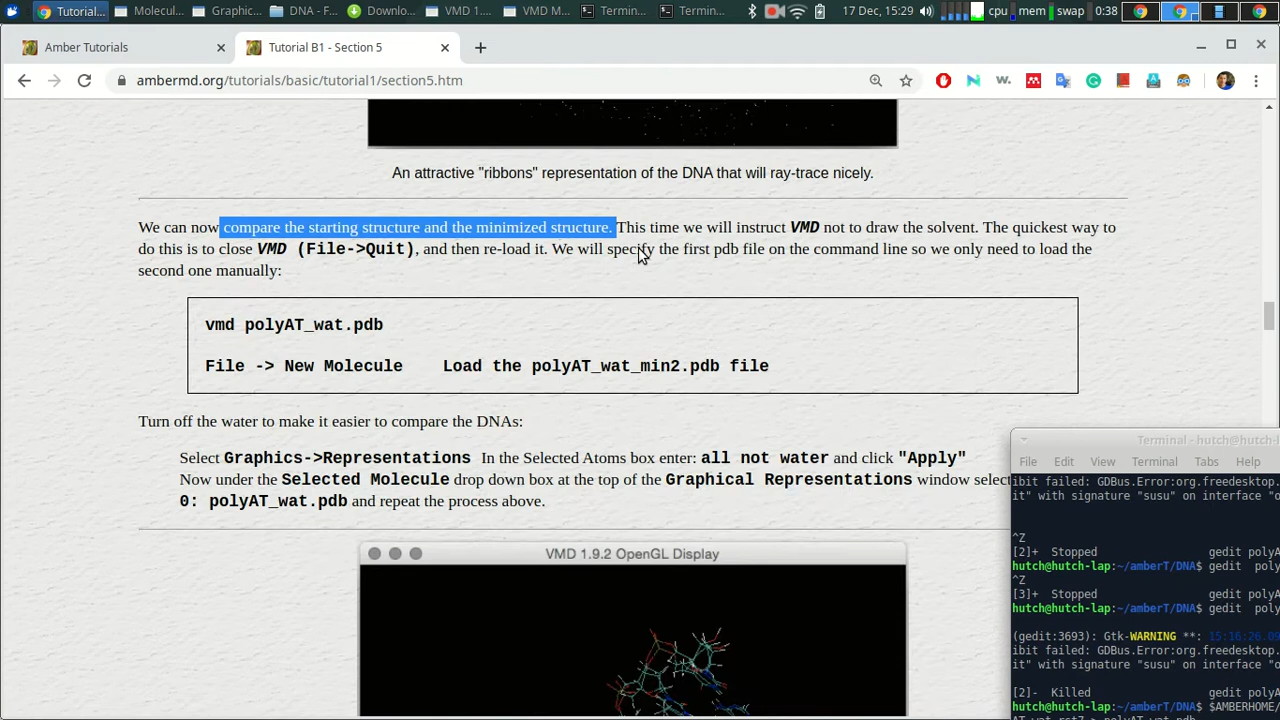 Tutorial...
Molecul...
Graphic...
DNA - F...
Downlo...
VMD 1...
VMD M...
Termin...
Termin...
17 Dec, 15:29
cpu
mem
swap
0:38
Amber Tutorials
Tutorial B1 - Section 5
ambermd.org/tutorials/basic/tutorial1/section5.htm
An attractive "ribbons" representation of the DNA that will ray-trace nicely.
We can now compare the starting structure and the minimized structure. This time we will instruct VMD not to draw the solvent. The quickest way to
do this is to close VMD (File->Quit), and then re-load it. We will specify the first pdb file on the command line so we only need to load the
second one manually:
vmd polyAT_wat.pdb
File -> New Molecule Load the polyAT_wat_min2.pdb file
Turn off the water to make it easier to compare the DNAs:
Select Graphics->Representations In the Selected Atoms box enter: all not water and click "Apply"
Now under the Selected Molecule drop down box at the top of the Graphical Representations window select
0: polyAT_wat.pdb and repeat the process above.
VMD 1.9.2 OpenGL Display
Terminal - hutch@hutch-l
File Edit View Terminal Tabs Help
ibit failed: GDBus.Error:org.freedesktop.
it" with signature "susu" on interface "o
^Z
[2]+ Stopped gedit polyA
hutch@hutch-lap:~/amberT/DNA$ gedit poly
^Z
[3]+ Stopped gedit polyA
hutch@hutch-lap:~/amberT/DNA$ gedit poly
(gedit:3693): Gtk-WARNING **: 15:16:26.09
ibit failed: GDBus.Error:org.freedesktop.
it" with signature "susu" on interface "o
[2]- Killed gedit polyA
hutch@hutch-lap:~/amberT/DNA$ $AMBERHOME/